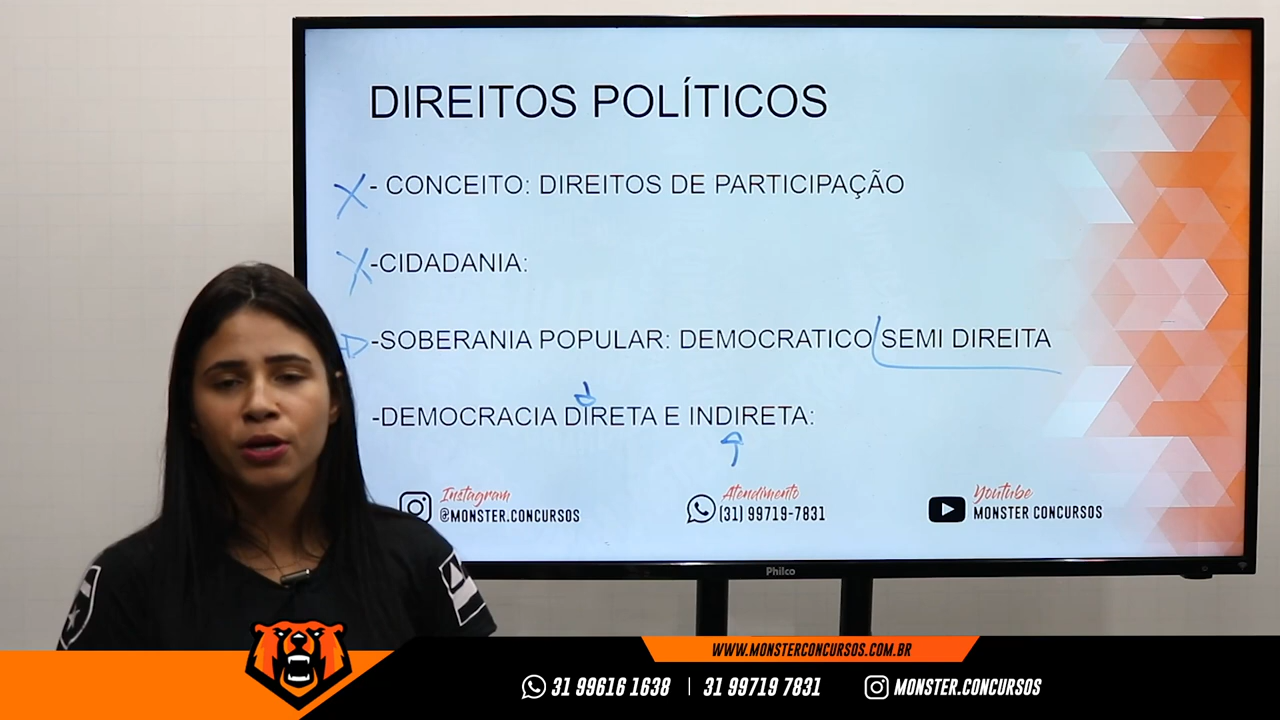 DIREITOS POLÍTICOS
- CONCEITO: DIREITOS DE PARTICIPAÇÃO
-CIDADANIA:
-SOBERANIA POPULAR: DEMOCRATICO SEMI DIREITA
-DEMOCRACIA DIRETA E INDIRETA:
Instagram
@MONSTER.CONCURSOS
Atendimento
(31) 99719-7831
Youtube
MONSTER CONCURSOS
Philco
WWW.MONSTERCONCURSOS.COM.BR
31 99616 1638 | 31 99719 7831 MONSTER.CONCURSOS